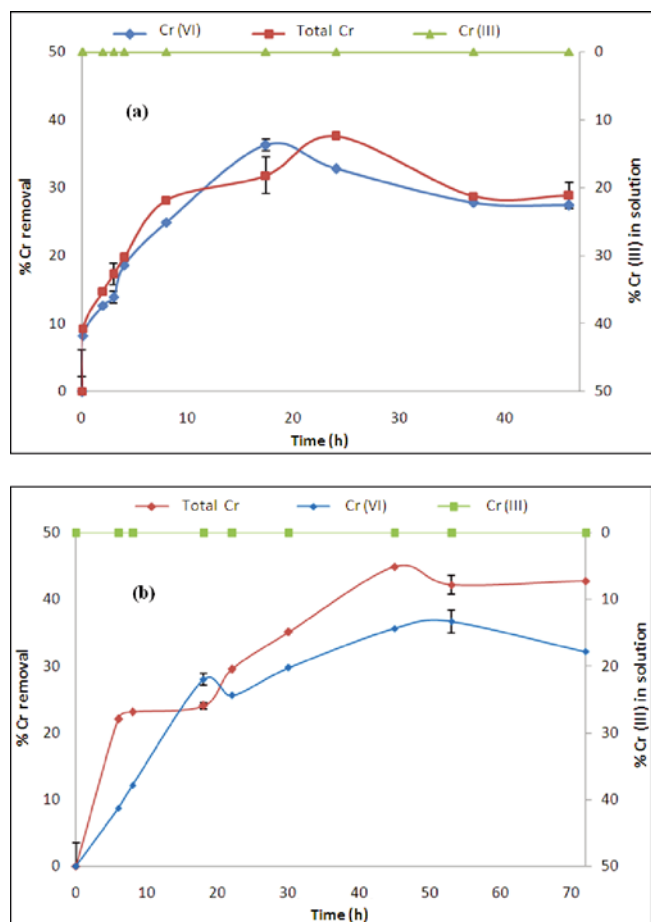 Cr (VI) Total Cr Cr (III)
50 0
40 10
(a)
30 20
20 30
10 40
0 50
% Cr removal
% Cr (III) in solution
0 10 20 30 40
Time (h)
Total Cr Cr (VI) Cr (III)
50 0
40 10
(b)
30 20
20 30
10 40
0 50
% Cr removal
% Cr (III) in solution
0 10 20 30 40 50 60 70
Time (h)